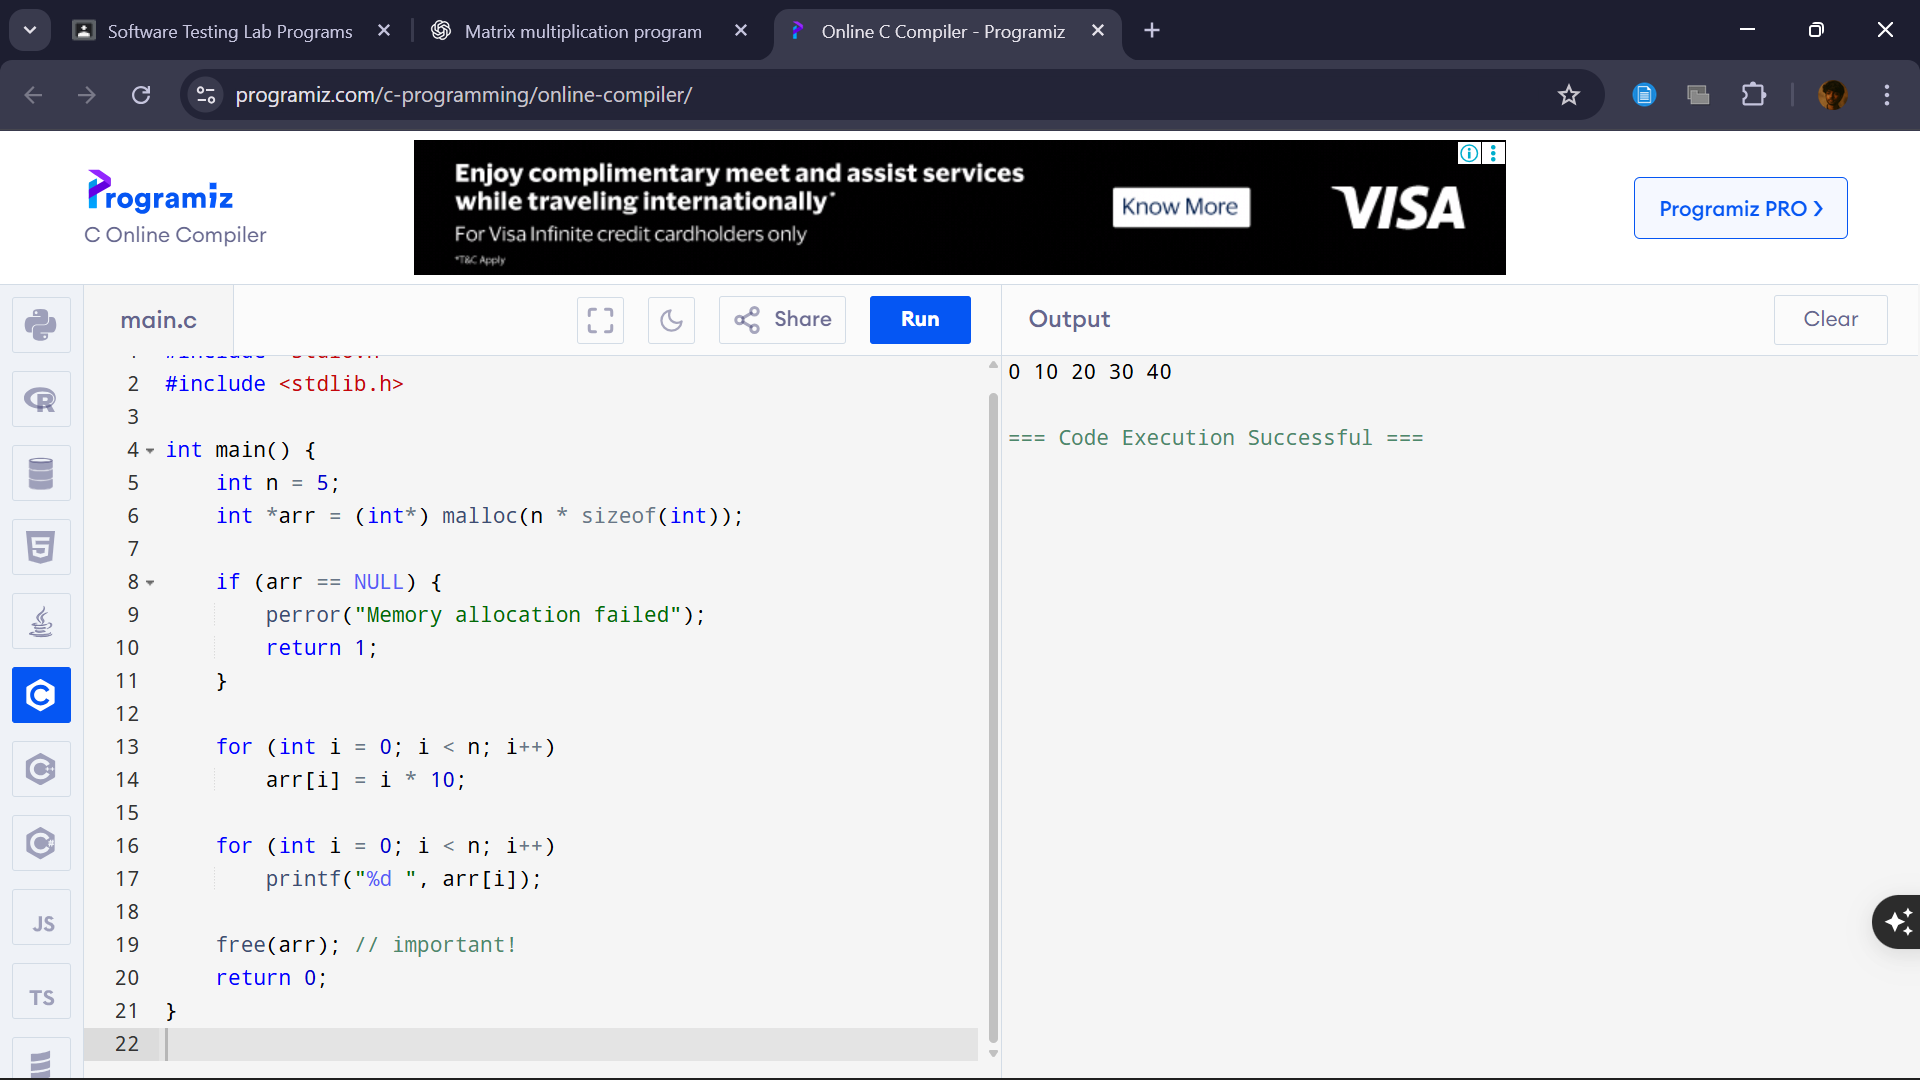 Software Testing Lab Programs
Matrix multiplication program
Online C Compiler - Programiz
programiz.com/c-programming/online-compiler/
Programiz
C Online Compiler
Enjoy complimentary meet and assist services
while traveling internationally*
For Visa Infinite credit cardholders only
*T&C Apply
Know More
VISA
Programiz PRO
main.c
Share
Run
Output
Clear
2 #include <stdlib.h>
3
4 int main() {
5     int n = 5;
6     int *arr = (int*) malloc(n * sizeof(int));
7
8     if (arr == NULL) {
9         perror("Memory allocation failed");
10         return 1;
11     }
12
13     for (int i = 0; i < n; i++)
14         arr[i] = i * 10;
15
16     for (int i = 0; i < n; i++)
17         printf("%d ", arr[i]);
18
19     free(arr); // important!
20     return 0;
21 }
22
0 10 20 30 40
=== Code Execution Successful ===
JS
TS